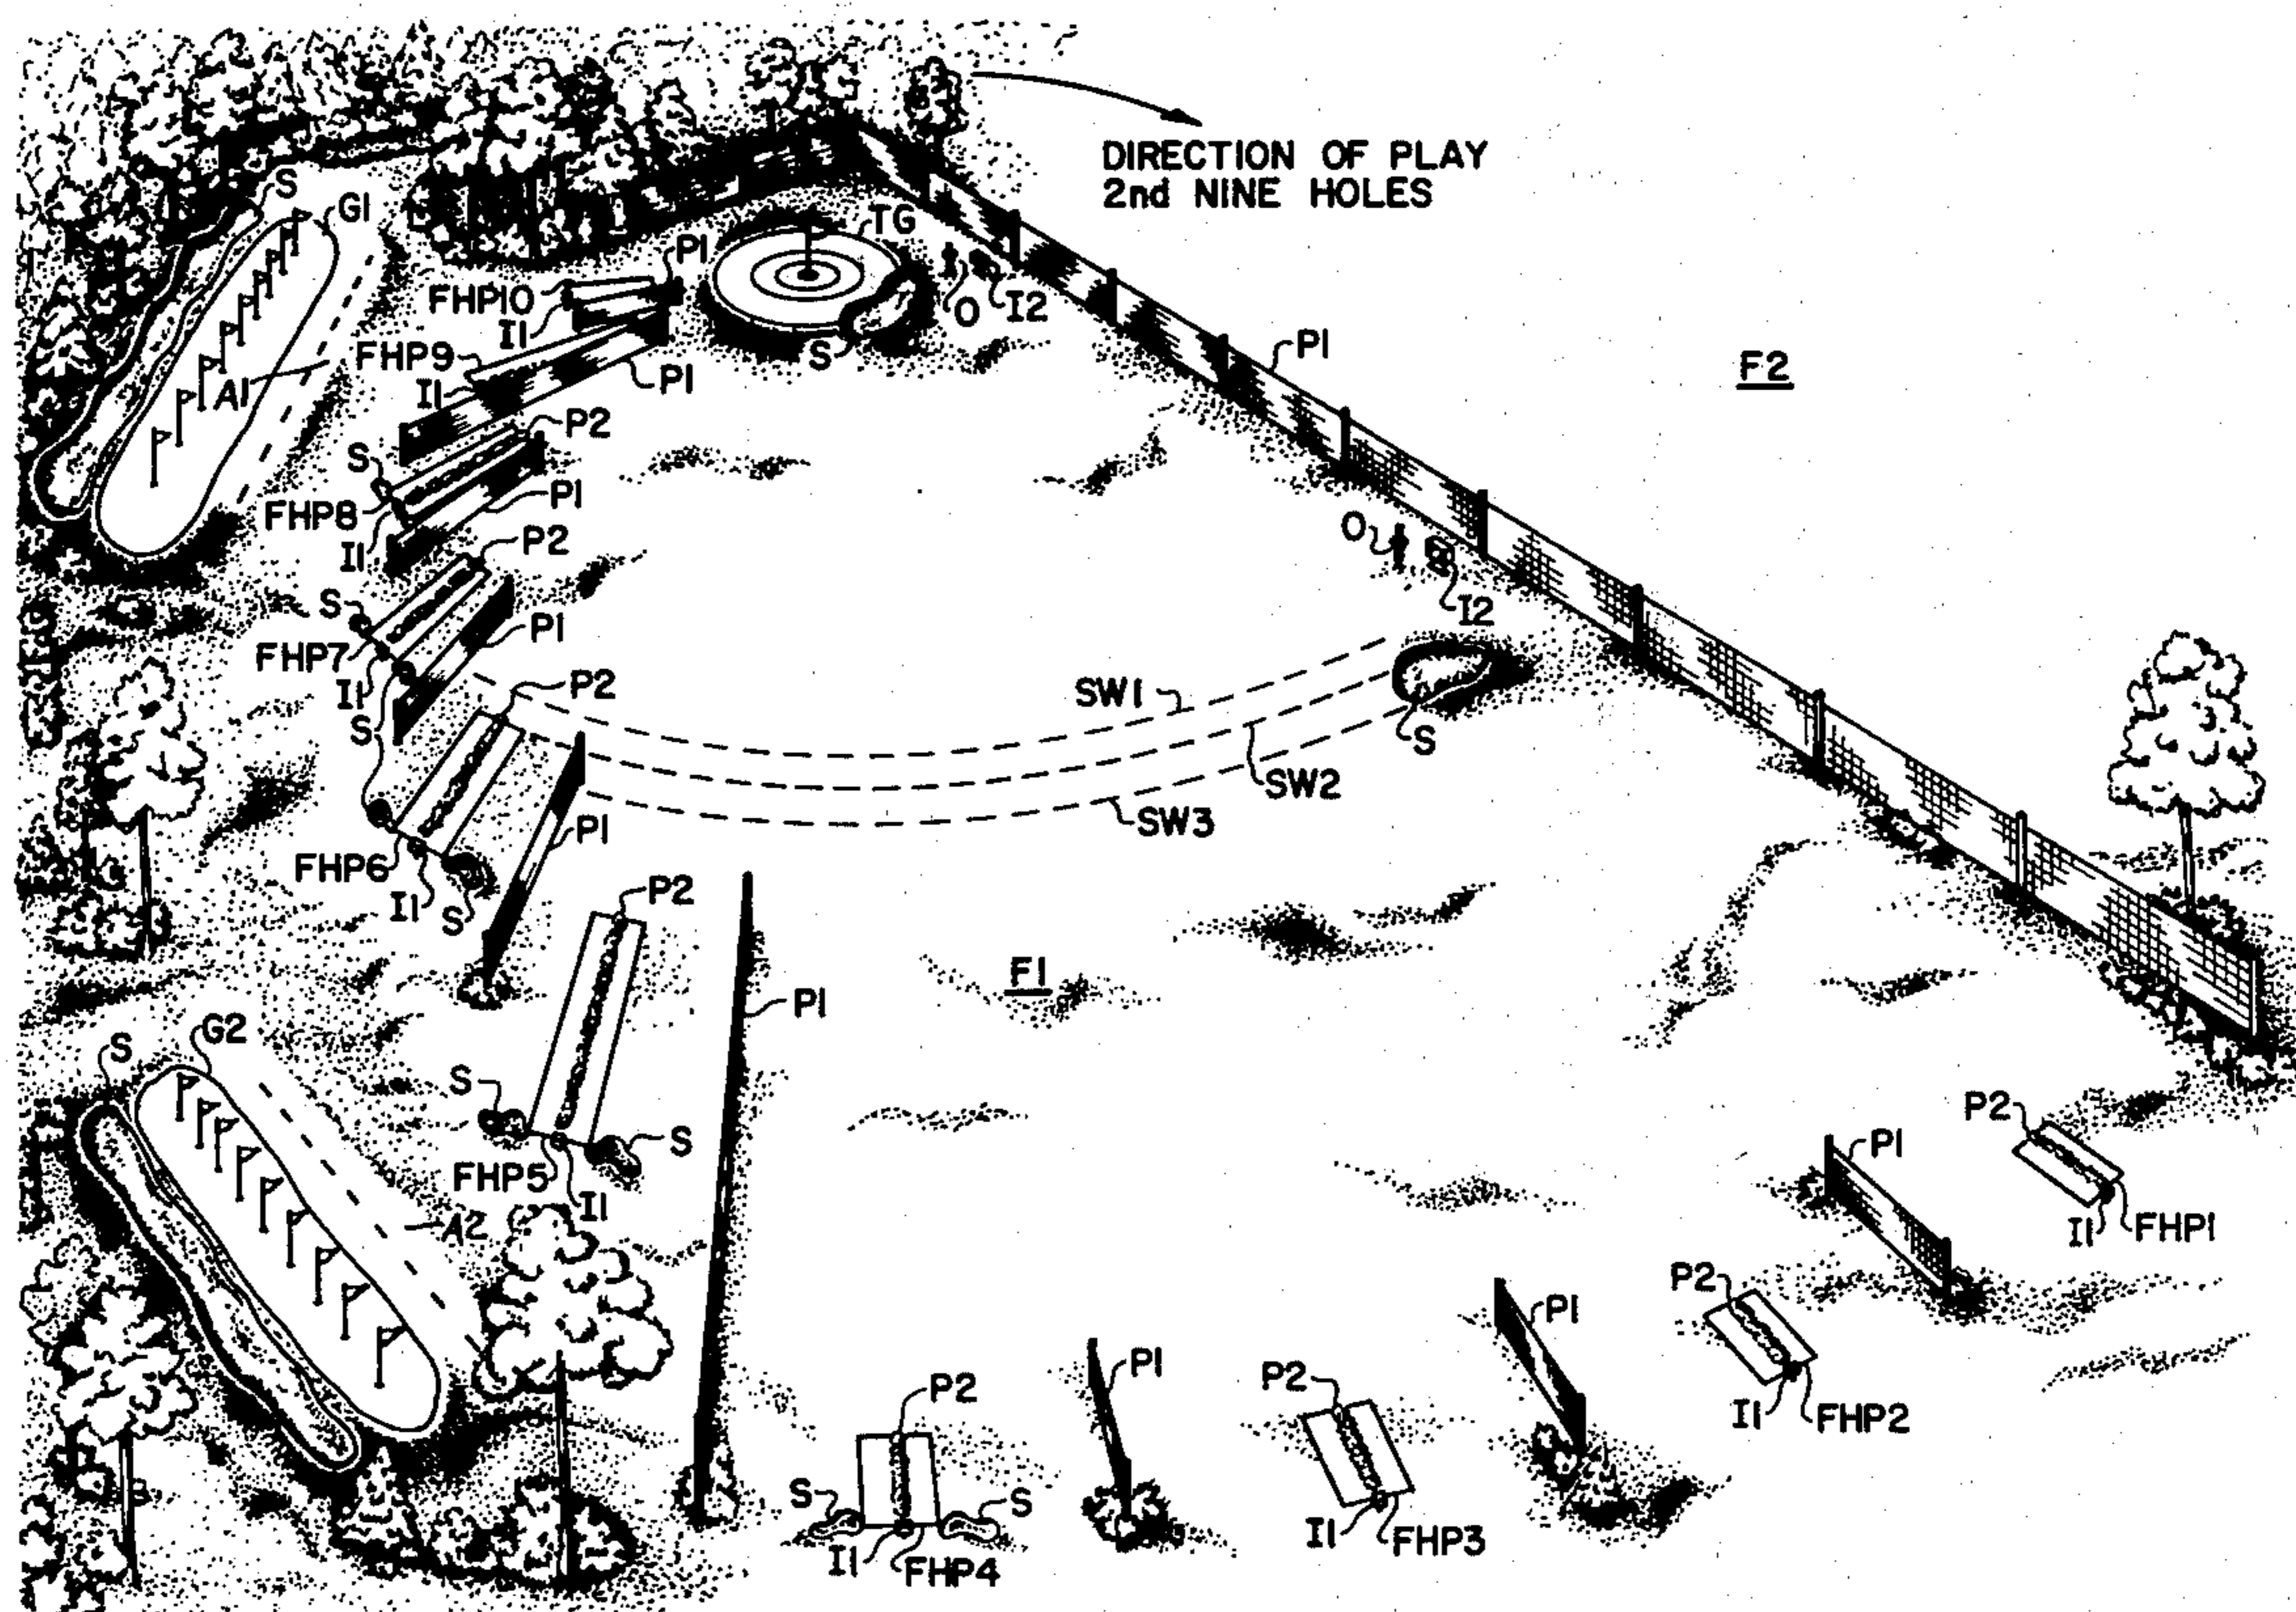 DIRECTION OF PLAY
2nd NINE HOLES
S
G1
TG
P1
FHP10
I1
O
I2
S
P1
F2
FHP9
I1
P1
A1
P2
S
FHP8
I1
P1
P2
O
I2
S
FHP7
I1
P1
S
P2
SW1
S
SW2
SW3
P1
FHP6
I1
S
P2
F1
P1
G2
S
S
S
FHP5
I1
A2
P2
P1
I1
FHP1
P2
P1
I1
FHP2
P2
P1
P2
S
S
I1
FHP4
I1
FHP3